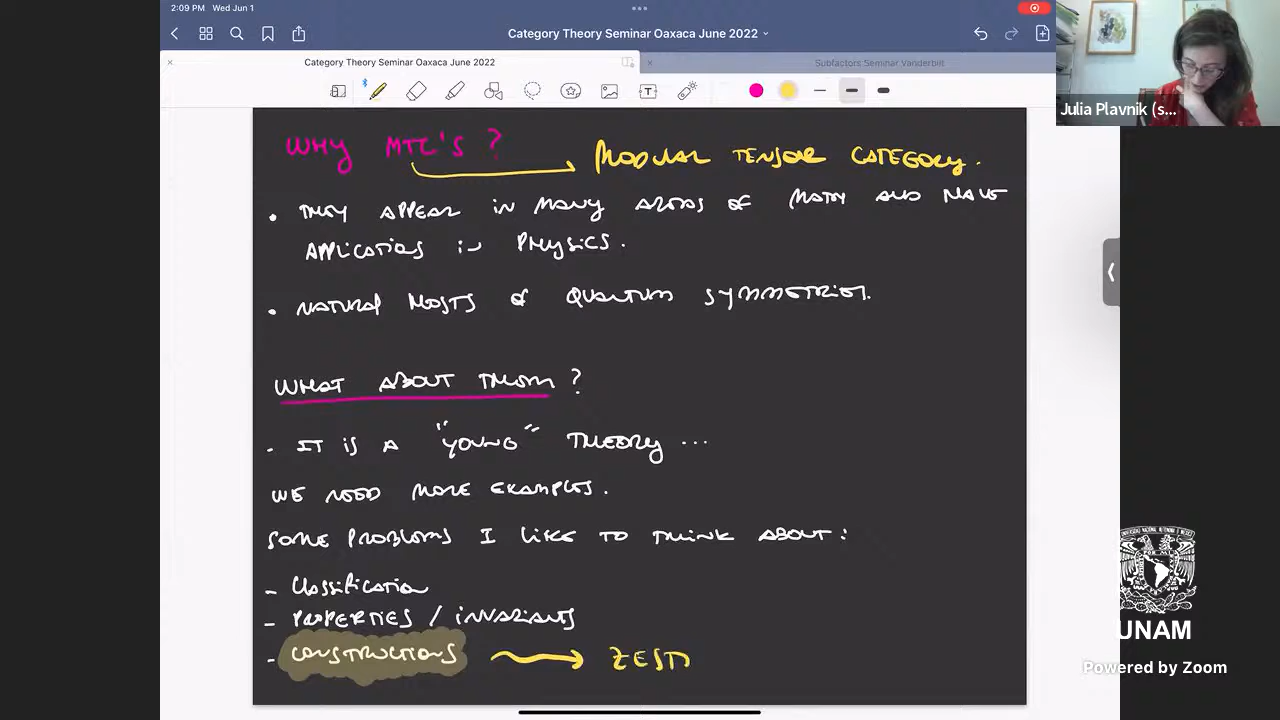 2:09 PM Wed Jun 1
Category Theory Seminar Oaxaca June 2022
Category Theory Seminar Oaxaca June 2022
Subfactors Seminar Vanderbilt
Julia Plavnik (s...
WHY MTC'S ?
MODULAR TENSOR CATEGORY.
• THEY APPEAR IN MANY AREAS OF MATH AND HAVE
APPLICATIONS IN PHYSICS.
• NATURAL HOSTS OF QUANTUM SYMMETRIES.
WHAT ABOUT THEM ?
- IT IS A "YOUNG" THEORY ...
WE NEED MORE EXAMPLES.
SOME PROBLEMS I LIKE TO THINK ABOUT:
- Classification
- PROPERTIES / INVARIANTS
- CONSTRUCTIONS ZESTI
UNAM
Powered by Zoom